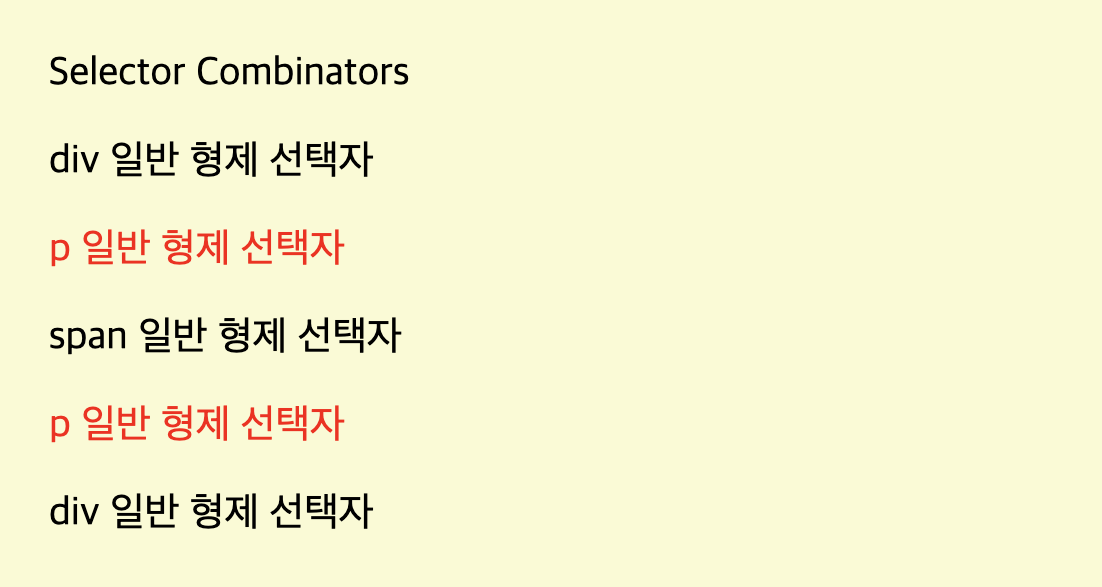 Selector Combinators
div 일반 형제 선택자
p 일반 형제 선택자
span 일반 형제 선택자
p 일반 형제 선택자
div 일반 형제 선택자